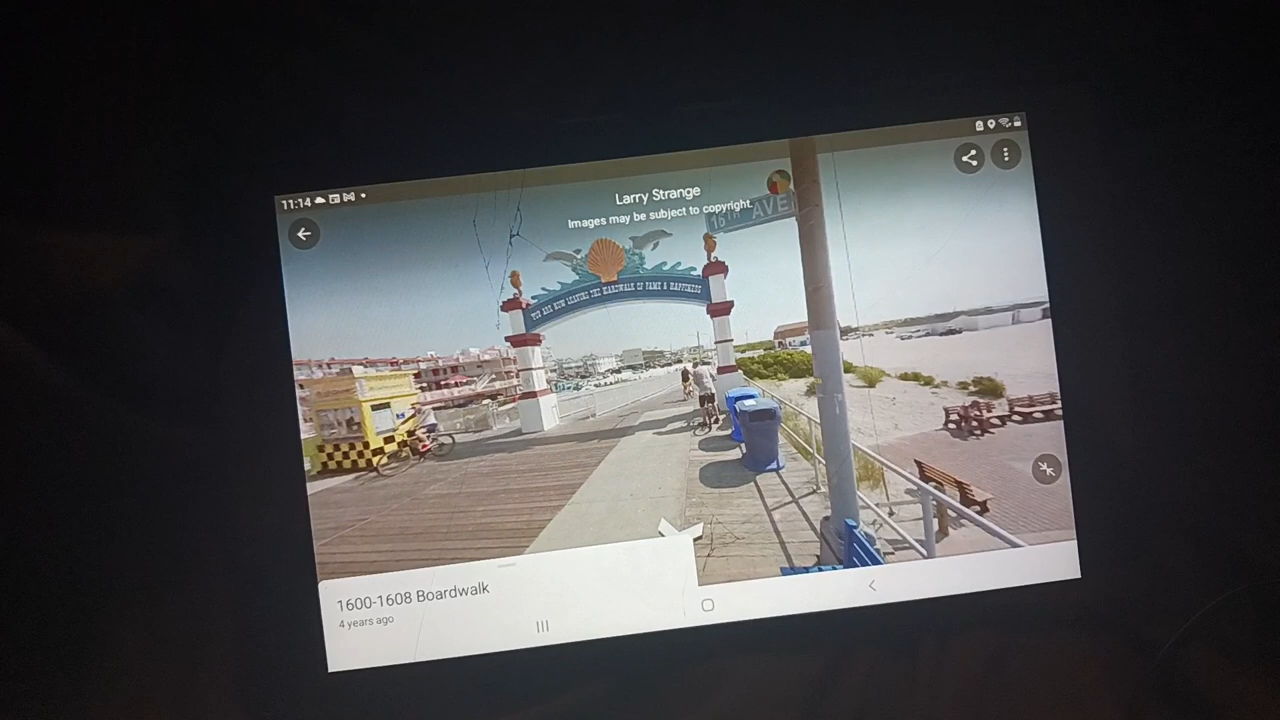 11:14
Larry Strange
Images may be subject to copyright.
16TH AVE
YOU ARE NOW LEAVING THE BOARDWALK OF FAME & HAPPINESS
1600-1608 Boardwalk
4 years ago